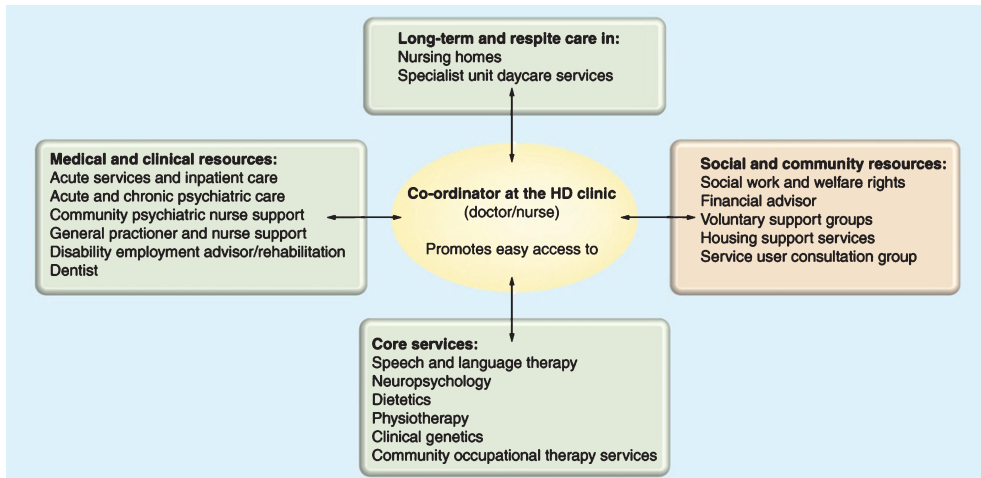 Long-term and respite care in:
Nursing homes
Specialist unit daycare services
Medical and clinical resources:
Acute services and inpatient care
Acute and chronic psychiatric care
Community psychiatric nurse support
General practioner and nurse support
Disability employment advisor/rehabilitation
Dentist
Co-ordinator at the HD clinic
(doctor/nurse)
Promotes easy access to
Social and community resources:
Social work and welfare rights
Financial advisor
Voluntary support groups
Housing support services
Service user consultation group
Core services:
Speech and language therapy
Neuropsychology
Dietetics
Physiotherapy
Clinical genetics
Community occupational therapy services